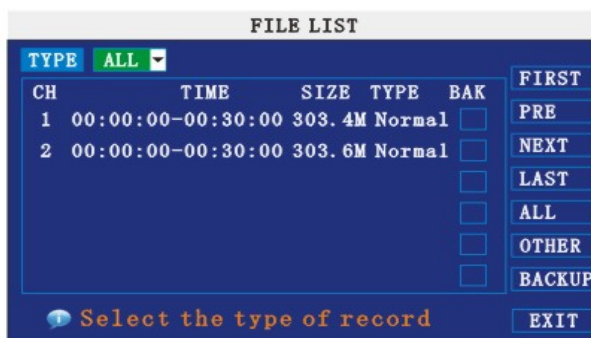 FILE LIST
TYPE ALL
CH TIME SIZE TYPE BAK
1 00:00:00-00:30:00 303.4M Normal
2 00:00:00-00:30:00 303.6M Normal
FIRST
PRE
NEXT
LAST
ALL
OTHER
BACKUP
Select the type of record
EXIT